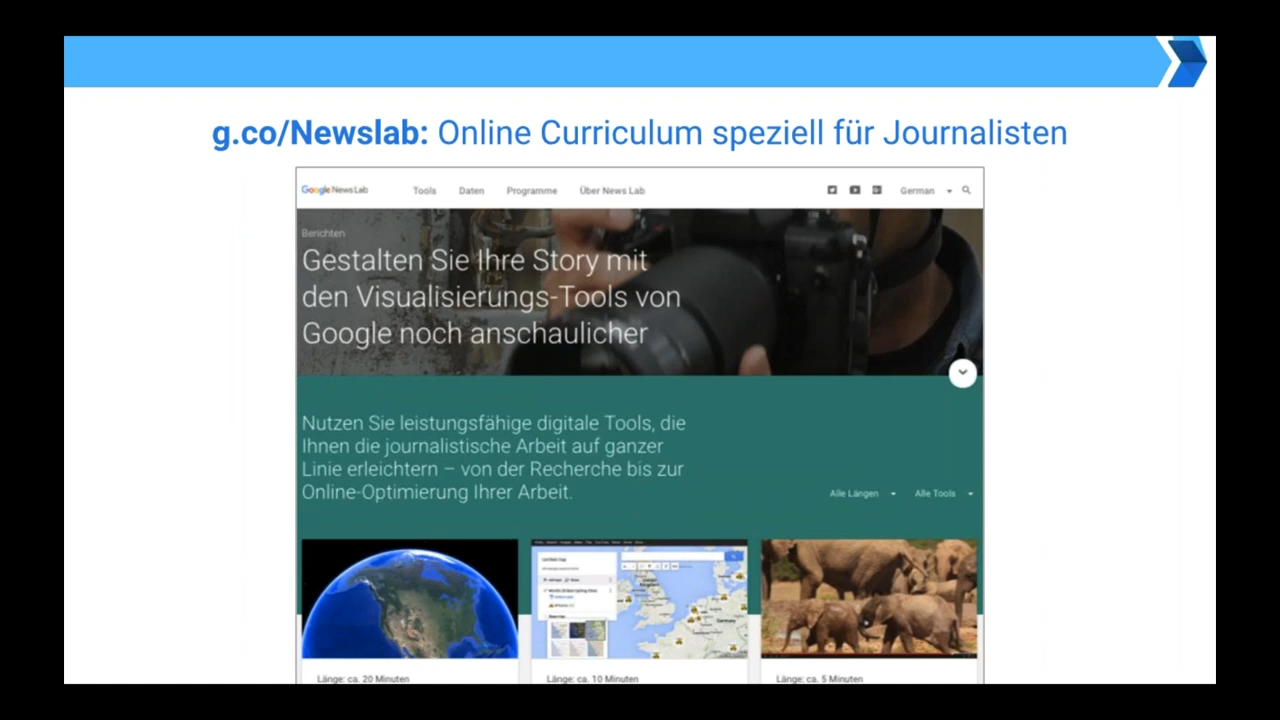 g.co/Newslab: Online Curriculum speziell für Journalisten
Google News Lab
Tools Daten Programme Über News Lab
German
Berichten
Gestalten Sie Ihre Story mit
den Visualisierungs-Tools von
Google noch anschaulicher
Nutzen Sie leistungsfähige digitale Tools, die
Ihnen die journalistische Arbeit auf ganzer
Linie erleichtern – von der Recherche bis zur
Online-Optimierung Ihrer Arbeit.
Alle Längen Alle Tools
Germany
Länge: ca. 20 Minuten
Länge: ca. 10 Minuten
Länge: ca. 5 Minuten